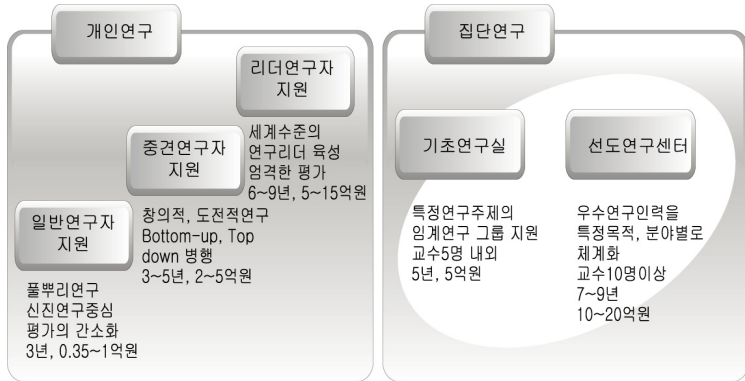 개인연구
리더연구자
지원
세계수준의
연구리더 육성
엄격한 평가
6~9년, 5~15억원
중견연구자
지원
창의적, 도전적연구
Bottom-up, Top
down 병행
3~5년, 2~5억원
일반연구자
지원
풀뿌리연구
신진연구중심
평가의 간소화
3년, 0.35~1억원
집단연구
기초연구실
특정연구주제의
임계연구 그룹 지원
교수5명 내외
5년, 5억원
선도연구센터
우수연구인력을
특정목적, 분야별로
체계화
교수10명이상
7~9년
10~20억원